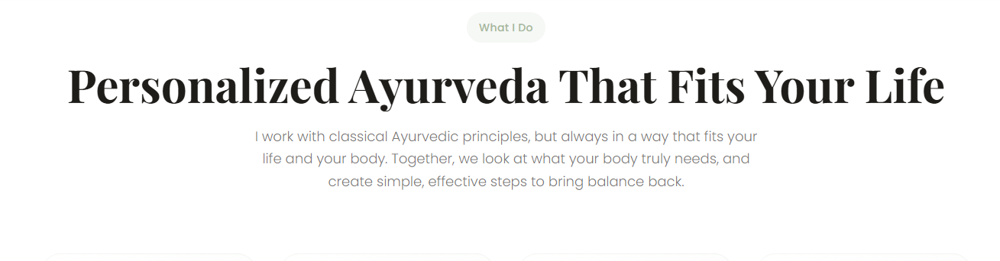 What I Do
Personalized Ayurveda That Fits Your Life
I work with classical Ayurvedic principles, but always in a way that fits your
life and your body. Together, we look at what your body truly needs, and
create simple, effective steps to bring balance back.